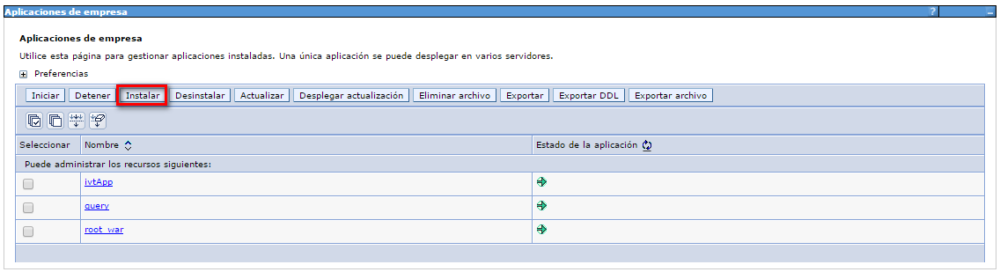 Aplicaciones de empresa ? _
Aplicaciones de empresa
Utilice esta página para gestionar aplicaciones instaladas. Una única aplicación se puede desplegar en varios servidores.
+ Preferencias
Iniciar Detener Instalar Desinstalar Actualizar Desplegar actualización Eliminar archivo Exportar Exportar DDL Exportar archivo
Seleccionar Nombre Estado de la aplicación
Puede administrar los recursos siguientes:
ivtApp
query
root_war